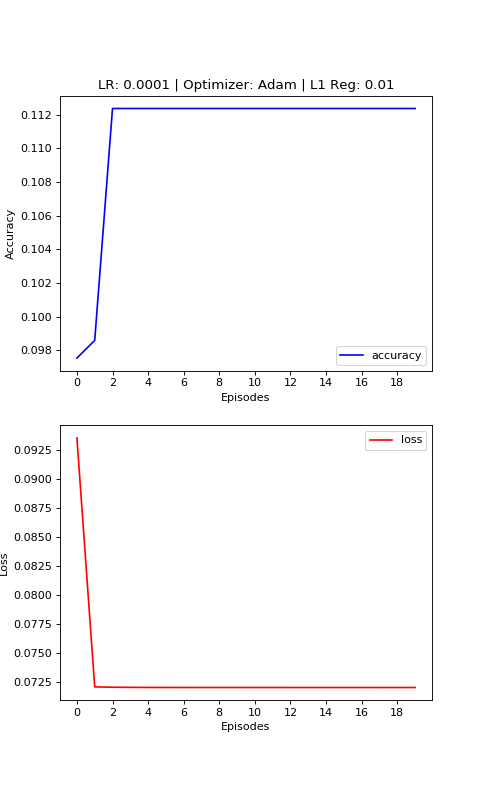 LR: 0.0001 | Optimizer: Adam | L1 Reg: 0.01
0.112
0.110
0.108
0.106
0.104
0.102
0.100
0.098
Accuracy
accuracy
0 2 4 6 8 10 12 14 16 18
Episodes
loss
0.0925
0.0900
0.0875
0.0850
0.0825
0.0800
0.0775
0.0750
0.0725
Loss
0 2 4 6 8 10 12 14 16 18
Episodes